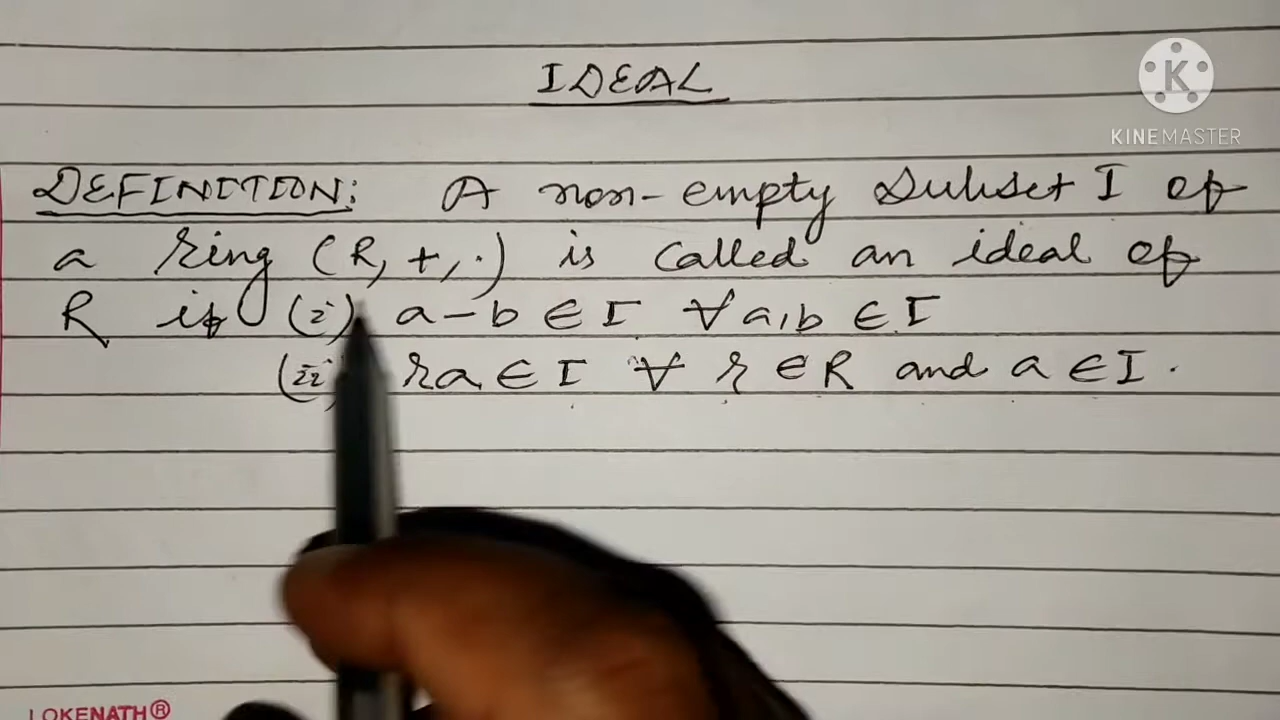 IDEAL
K
KINEMASTER
DEFINITION: A non-empty subset I of
a ring (R, +, ·) is called an ideal of
R if (i) a-b ∈ I ∀ a,b ∈ I
(ii) ra ∈ I ∀ r ∈ R and a ∈ I.
LOKENATH®